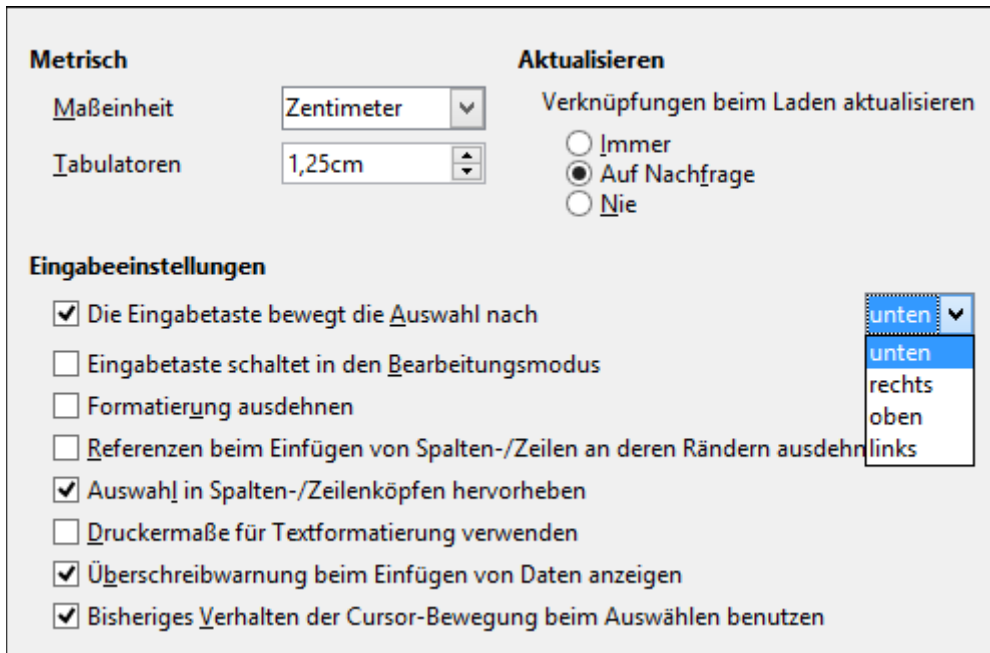 Metrisch
Maßeinheit
Zentimeter
Tabulatoren
1,25cm
Aktualisieren
Verknüpfungen beim Laden aktualisieren
Immer
Auf Nachfrage
Nie
Eingabeeinstellungen
Die Eingabetaste bewegt die Auswahl nach
unten
unten
rechts
oben
links
Eingabetaste schaltet in den Bearbeitungsmodus
Formatierung ausdehnen
Referenzen beim Einfügen von Spalten-/Zeilen an deren Rändern ausdehn
Auswahl in Spalten-/Zeilenköpfen hervorheben
Druckermaße für Textformatierung verwenden
Überschreibwarnung beim Einfügen von Daten anzeigen
Bisheriges Verhalten der Cursor-Bewegung beim Auswählen benutzen